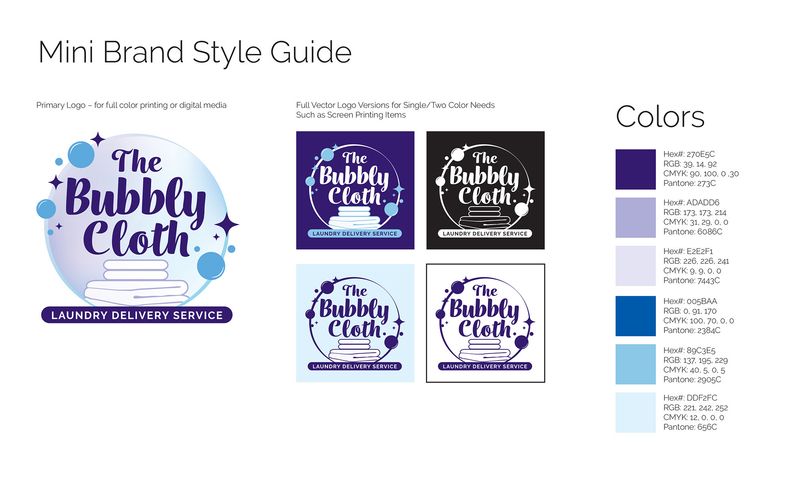 Mini Brand Style Guide
Primary Logo – for full color printing or digital media
The
Bubbly
Cloth
LAUNDRY DELIVERY SERVICE
Full Vector Logo Versions for Single/Two Color Needs
Such as Screen Printing Items
The
Bubbly
Cloth
LAUNDRY DELIVERY SERVICE
The
Bubbly
Cloth
LAUNDRY DELIVERY SERVICE
The
Bubbly
Cloth
LAUNDRY DELIVERY SERVICE
The
Bubbly
Cloth
LAUNDRY DELIVERY SERVICE
Colors
Hex#: 270E5C
RGB: 39, 14, 92
CMYK: 90, 100, 0 ,30
Pantone: 273C
Hex#: ADADD6
RGB: 173, 173, 214
CMYK: 31, 29, 0, 0
Pantone: 6086C
Hex#: E2E2F1
RGB: 226, 226, 241
CMYK: 9, 9, 0, 0
Pantone: 7443C
Hex#: 005BAA
RGB: 0, 91, 170
CMYK: 100, 70, 0, 0
Pantone: 2384C
Hex#: 89C3E5
RGB: 137, 195, 229
CMYK: 40, 5, 0, 5
Pantone: 2905C
Hex#: DDF2FC
RGB: 221, 242, 252
CMYK: 12, 0, 0, 0
Pantone: 656C